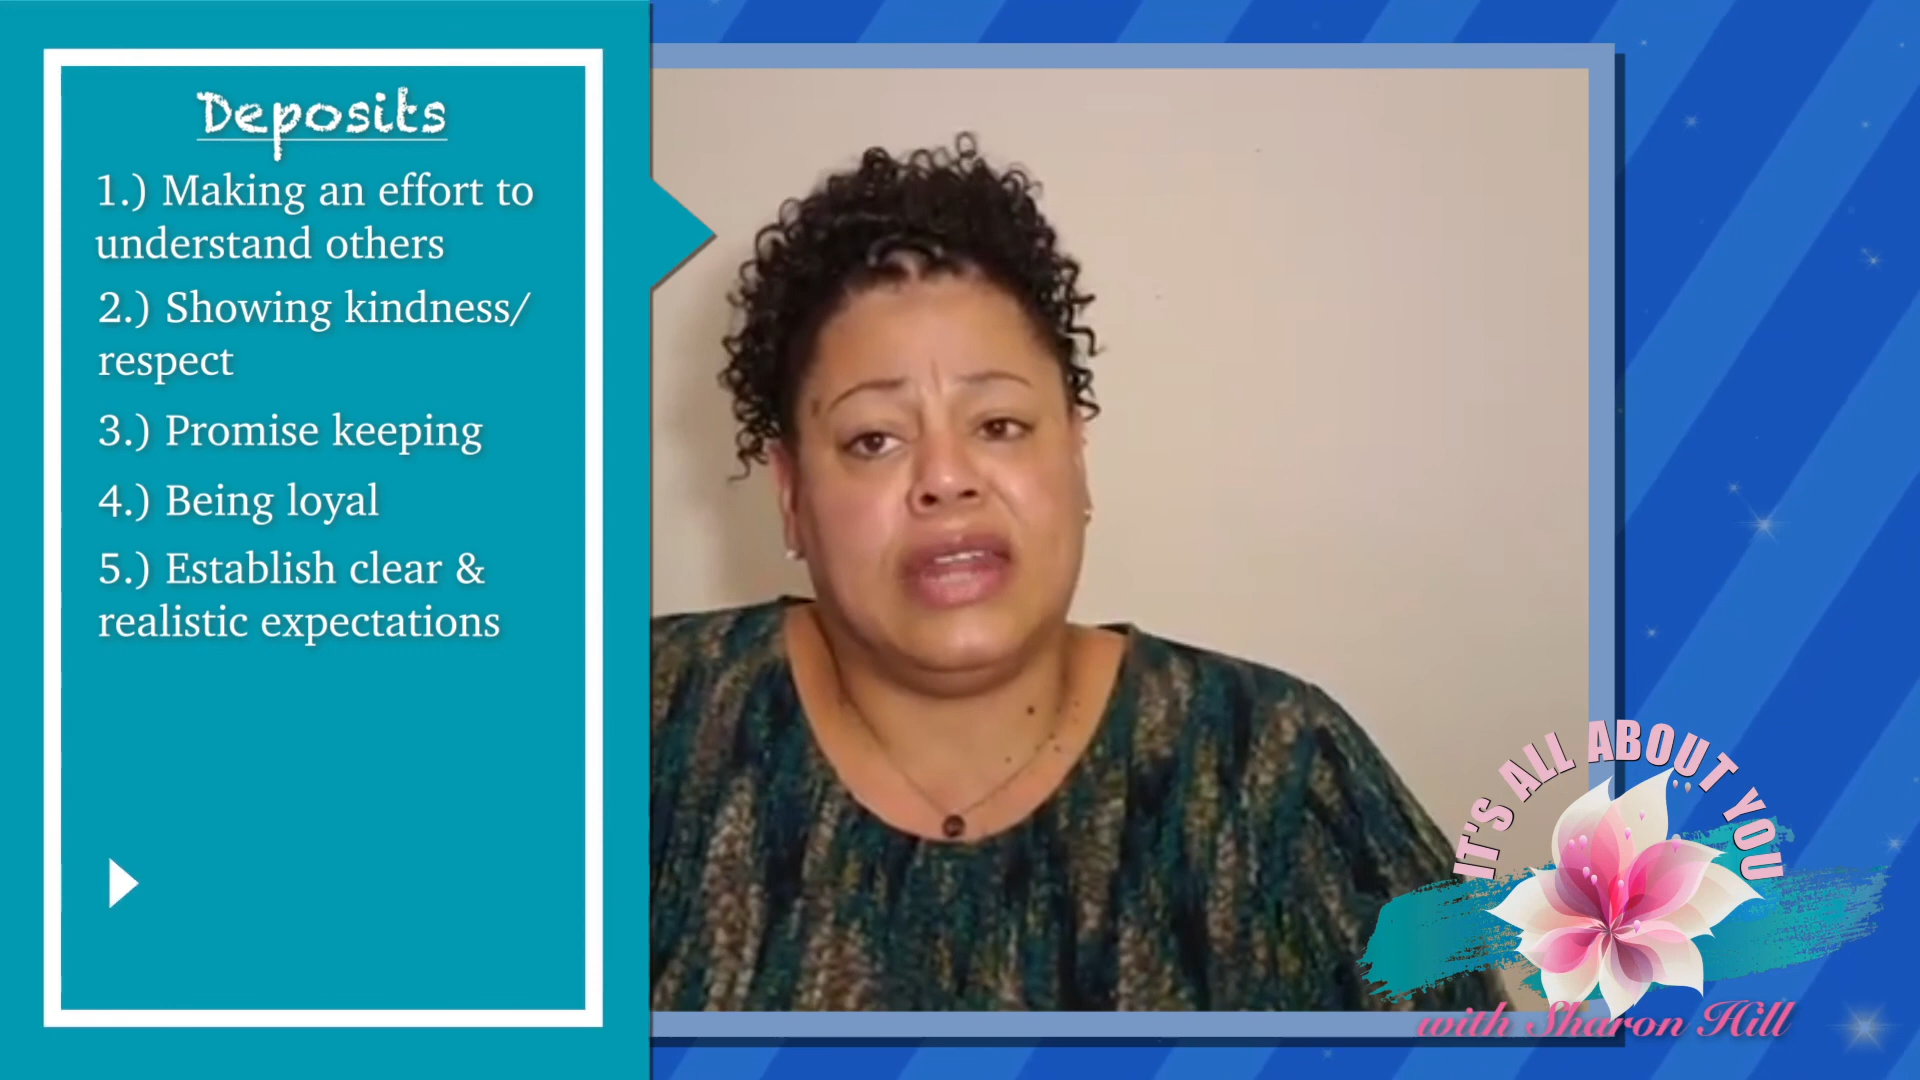 Deposits
1.) Making an effort to
understand others
2.) Showing kindness/
respect
3.) Promise keeping
4.) Being loyal
5.) Establish clear &
realistic expectations
IT'S ALL ABOUT YOU
with Sharon Hill